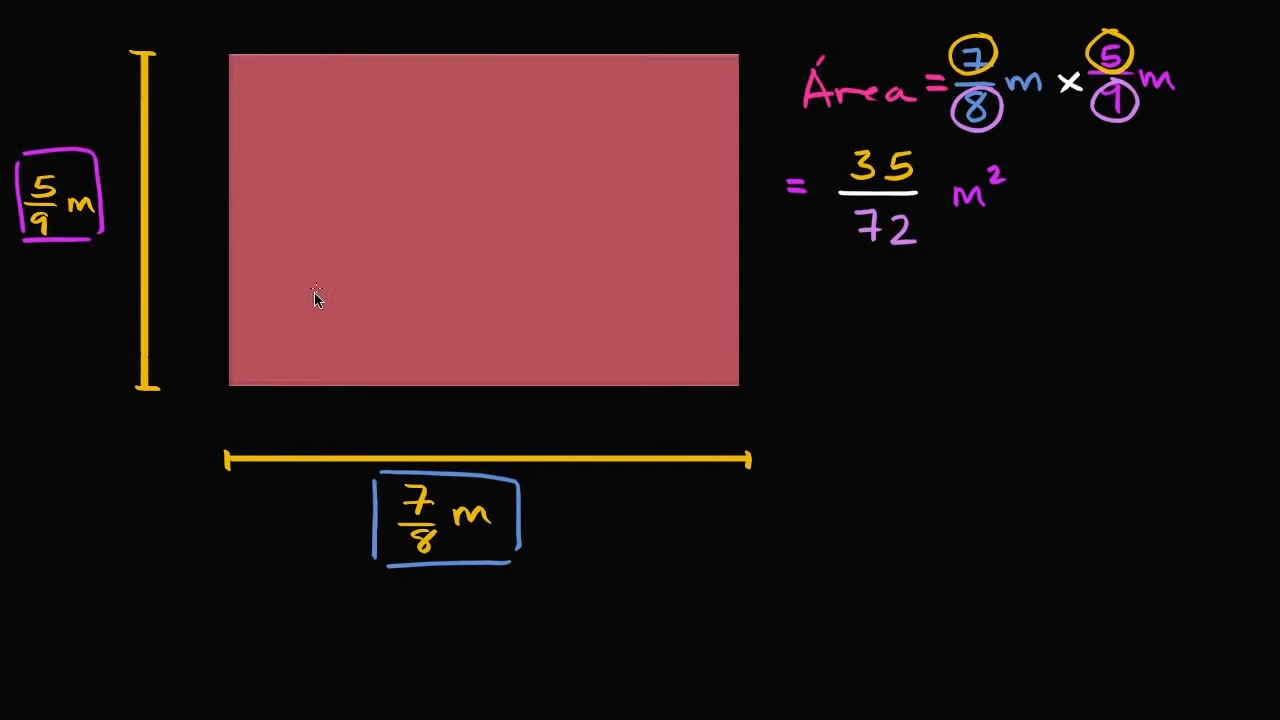 Área = 7/8 m × 5/9 m
= 35/72 m²
5/9 m
7/8 m